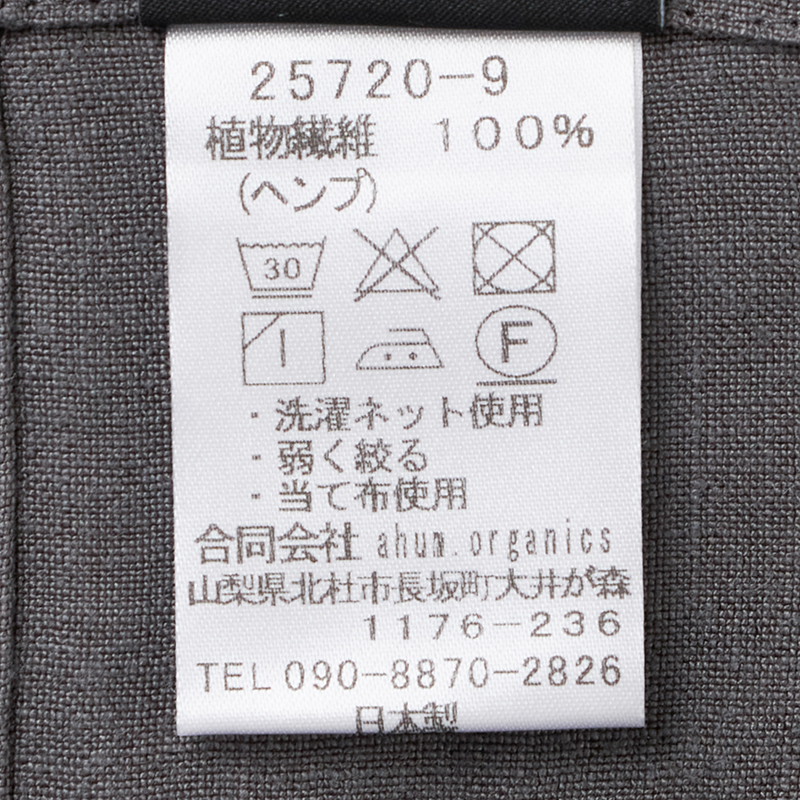 25720-9
植物繊維 100%
(ヘンプ)
30
F
・洗濯ネット使用
・弱く絞る
・当て布使用
合同会社 ahum.organics
山梨県北杜市長坂町大井が森
1176-236
TEL 090-8870-2826
日本製